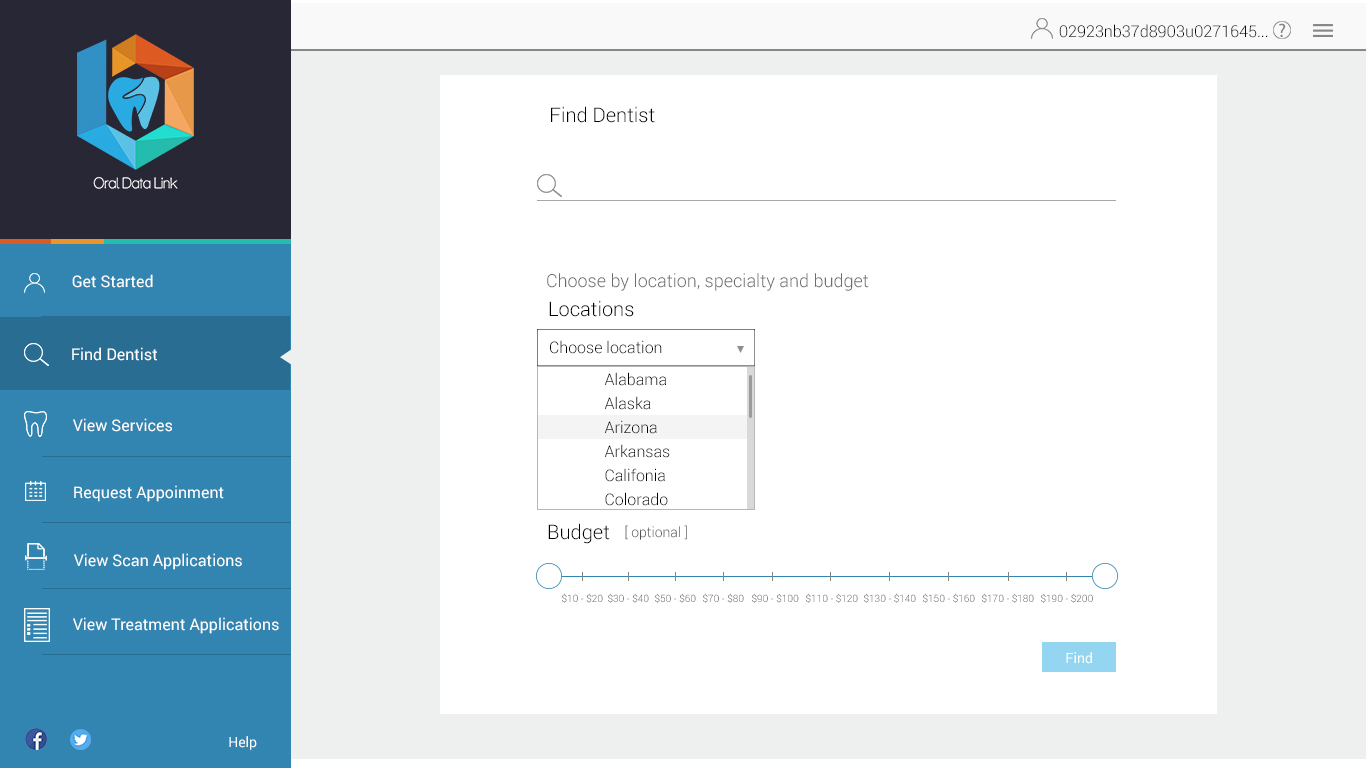 Oral Data Link
Get Started
Find Dentist
View Services
Request Appoinment
View Scan Applications
View Treatment Applications
Help
02923nb37d8903u0271645... ?
Find Dentist
Choose by location, specialty and budget
Locations
Choose location
Alabama
Alaska
Arizona
Arkansas
Califonia
Colorado
Budget [ optional ]
$10 - $20 $30 - $40 $50 - $60 $70 - $80 $90 - $100 $110 - $120 $130 - $140 $150 - $160 $170 - $180 $190 - $200
Find